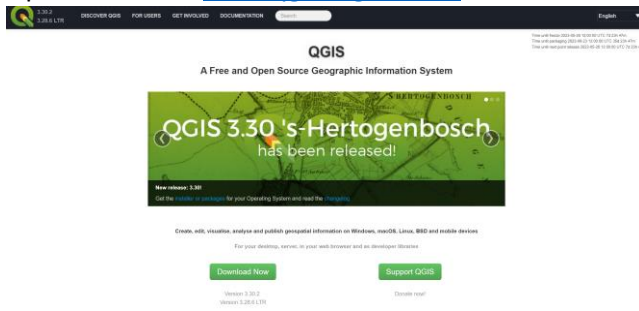 3.30.2
3.28.6 LTR
DISCOVER QGIS FOR USERS GET INVOLVED DOCUMENTATION Search English
QGIS
A Free and Open Source Geographic Information System
'S HERTOGENBOSCH
QGIS 3.30 's-Hertogenbosch
has been released!
New release: 3.30!
Get the installer or packages for your Operating System and read the changelog.
Create, edit, visualise, analyse and publish geospatial information on Windows, macOS, Linux, BSD and mobile devices
For your desktop, server, in your web browser and as developer libraries
Download Now Support QGIS
Version 3.30.2 Donate now!
Version 3.28.6 LTR